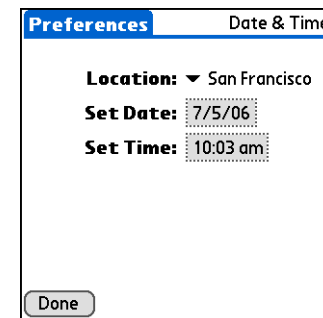 Preferences Date & Time
Location: San Francisco
Set Date: 7/5/06
Set Time: 10:03 am
Done